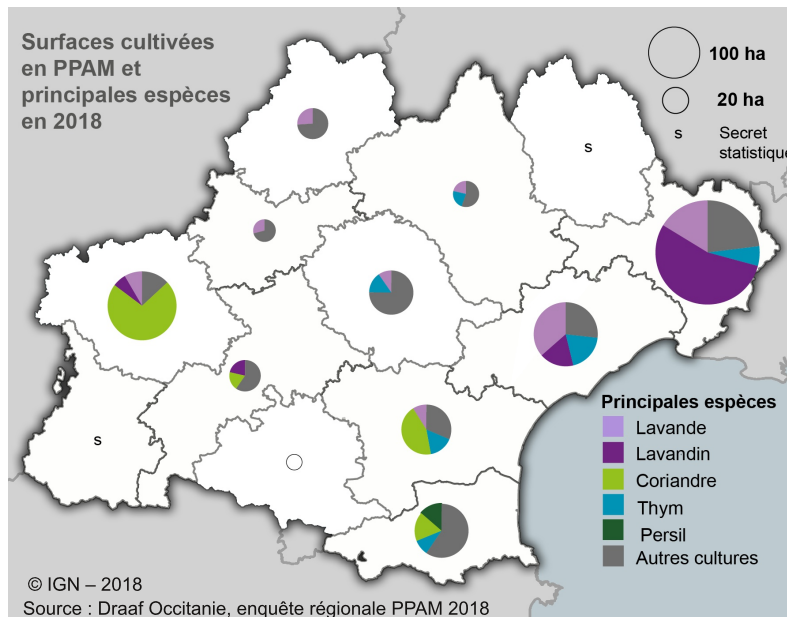 Surfaces cultivées
en PPAM et
principales espèces
en 2018
100 ha
20 ha
s Secret
statistique
s
s
Principales espèces
Lavande
Lavandin
Coriandre
Thym
Persil
Autres cultures
© IGN – 2018
Source : Draaf Occitanie, enquête régionale PPAM 2018